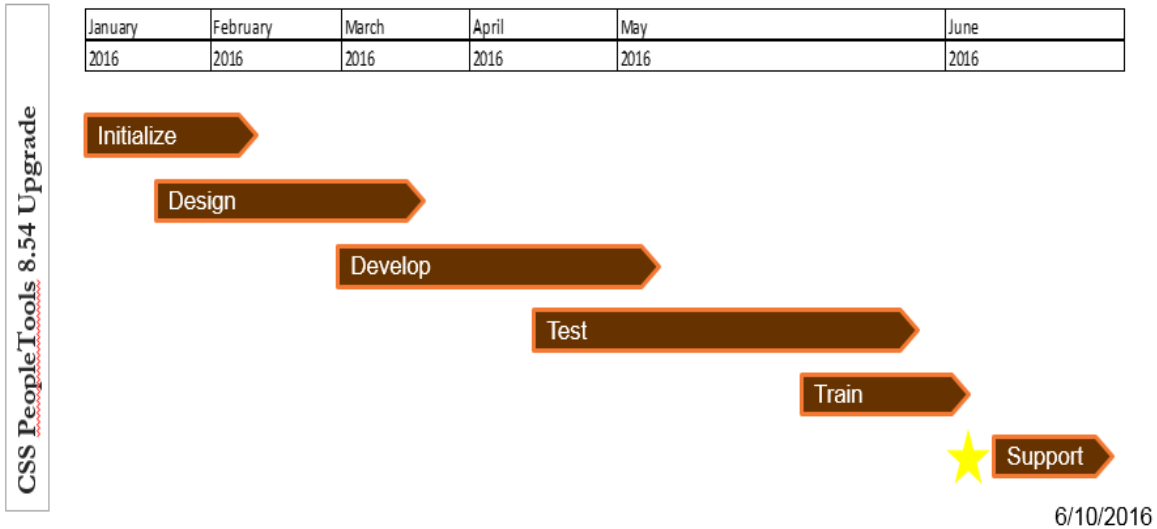 CSS PeopleTools 8.54 Upgrade
January February March April May June
2016 2016 2016 2016 2016 2016
Initialize
Design
Develop
Test
Train
Support
6/10/2016